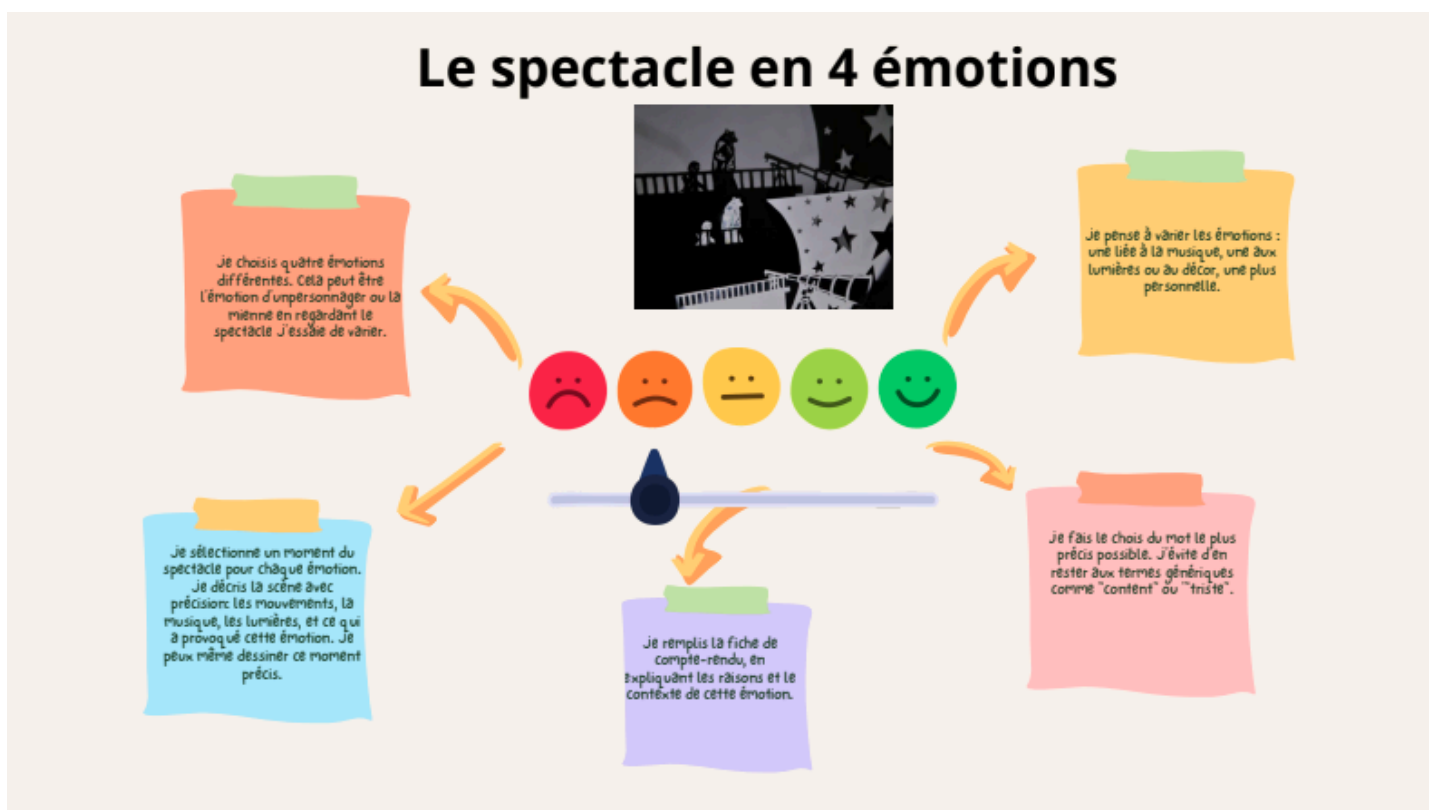 Le spectacle en 4 émotions
Je choisis quatre émotions
différentes. Cela peut être
l'émotion d'unpersonnager ou la
mienne en regardant le
spectacle j'essaie de varier.
Je pense à varier les émotions :
une liée à la musique, une aux
lumières ou au décor, une plus
personnelle.
Je sélectionne un moment du
spectacle pour chaque émotion.
Je décris la scène avec
précision: les mouvements, la
musique, les lumières, et ce qui
a provoqué cette émotion. Je
peux même dessiner ce moment
précis.
Je remplis la fiche de
compte-rendu, en
expliquant les raisons et le
contexte de cette émotion.
Je fais le chois du mot le plus
précis possible. J'évite d'en
rester aux termes génériques
comme "content" ou ""triste".